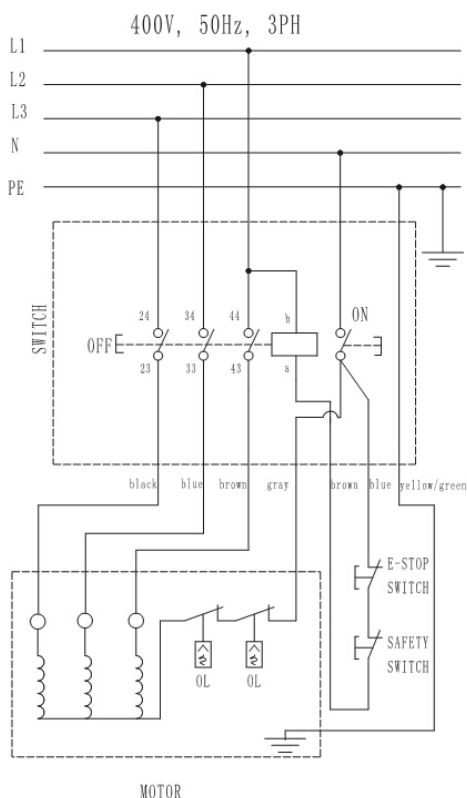 400V, 50Hz, 3PH
L1
L2
L3
N
PE
SWITCH
24 34 44 b ON
OFF
23 33 43 a
black blue brown gray brown blue yellow/green
E-STOP
SWITCH
SAFETY
SWITCH
OL OL
MOTOR